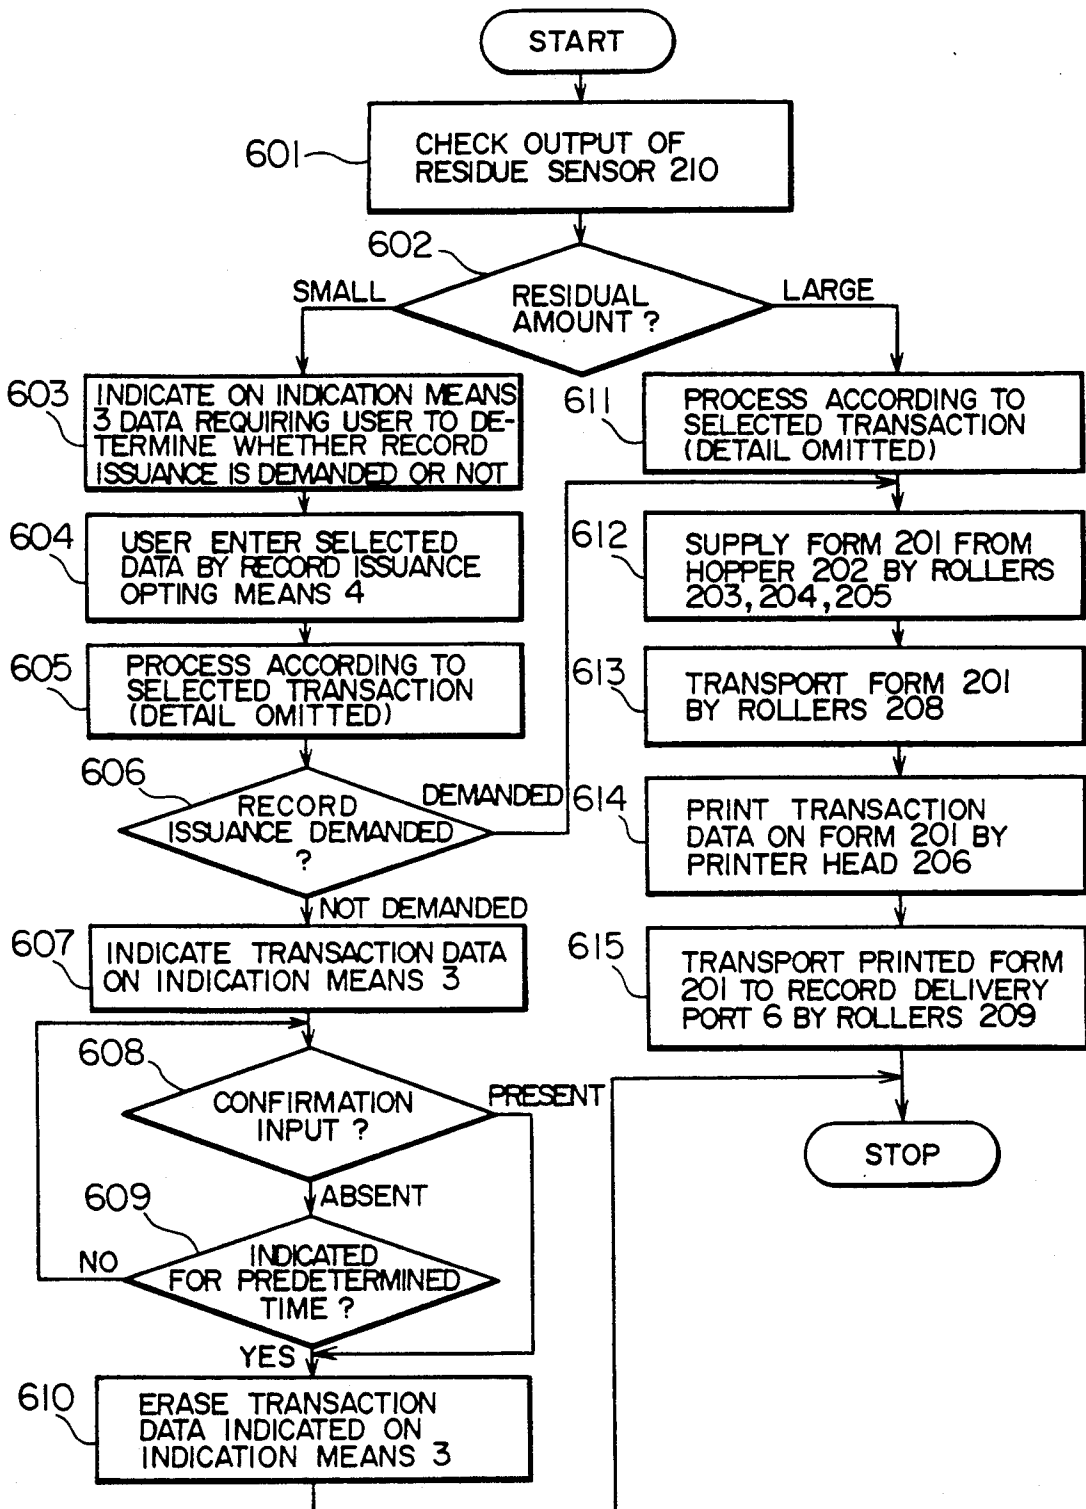 START
601
CHECK OUTPUT OF
RESIDUE SENSOR 210
602
SMALL
RESIDUAL
AMOUNT ?
LARGE
603
INDICATE ON INDICATION MEANS
3 DATA REQUIRING USER TO DE-
TERMINE WHETHER RECORD
ISSUANCE IS DEMANDED OR NOT
604
USER ENTER SELECTED
DATA BY RECORD ISSUANCE
OPTING MEANS 4
605
PROCESS ACCORDING TO
SELECTED TRANSACTION
(DETAIL OMITTED)
606
RECORD
ISSUANCE DEMANDED
?
DEMANDED
NOT DEMANDED
607
INDICATE TRANSACTION DATA
ON INDICATION MEANS 3
608
CONFIRMATION
INPUT ?
PRESENT
ABSENT
609
INDICATED
FOR PREDETERMINED
TIME ?
NO
YES
610
ERASE TRANSACTION
DATA INDICATED ON
INDICATION MEANS 3
611
PROCESS ACCORDING TO
SELECTED TRANSACTION
(DETAIL OMITTED)
612
SUPPLY FORM 201 FROM
HOPPER 202 BY ROLLERS
203, 204, 205
613
TRANSPORT FORM 201
BY ROLLERS 208
614
PRINT TRANSACTION
DATA ON FORM 201 BY
PRINTER HEAD 206
615
TRANSPORT PRINTED FORM
201 TO RECORD DELIVERY
PORT 6 BY ROLLERS 209
STOP